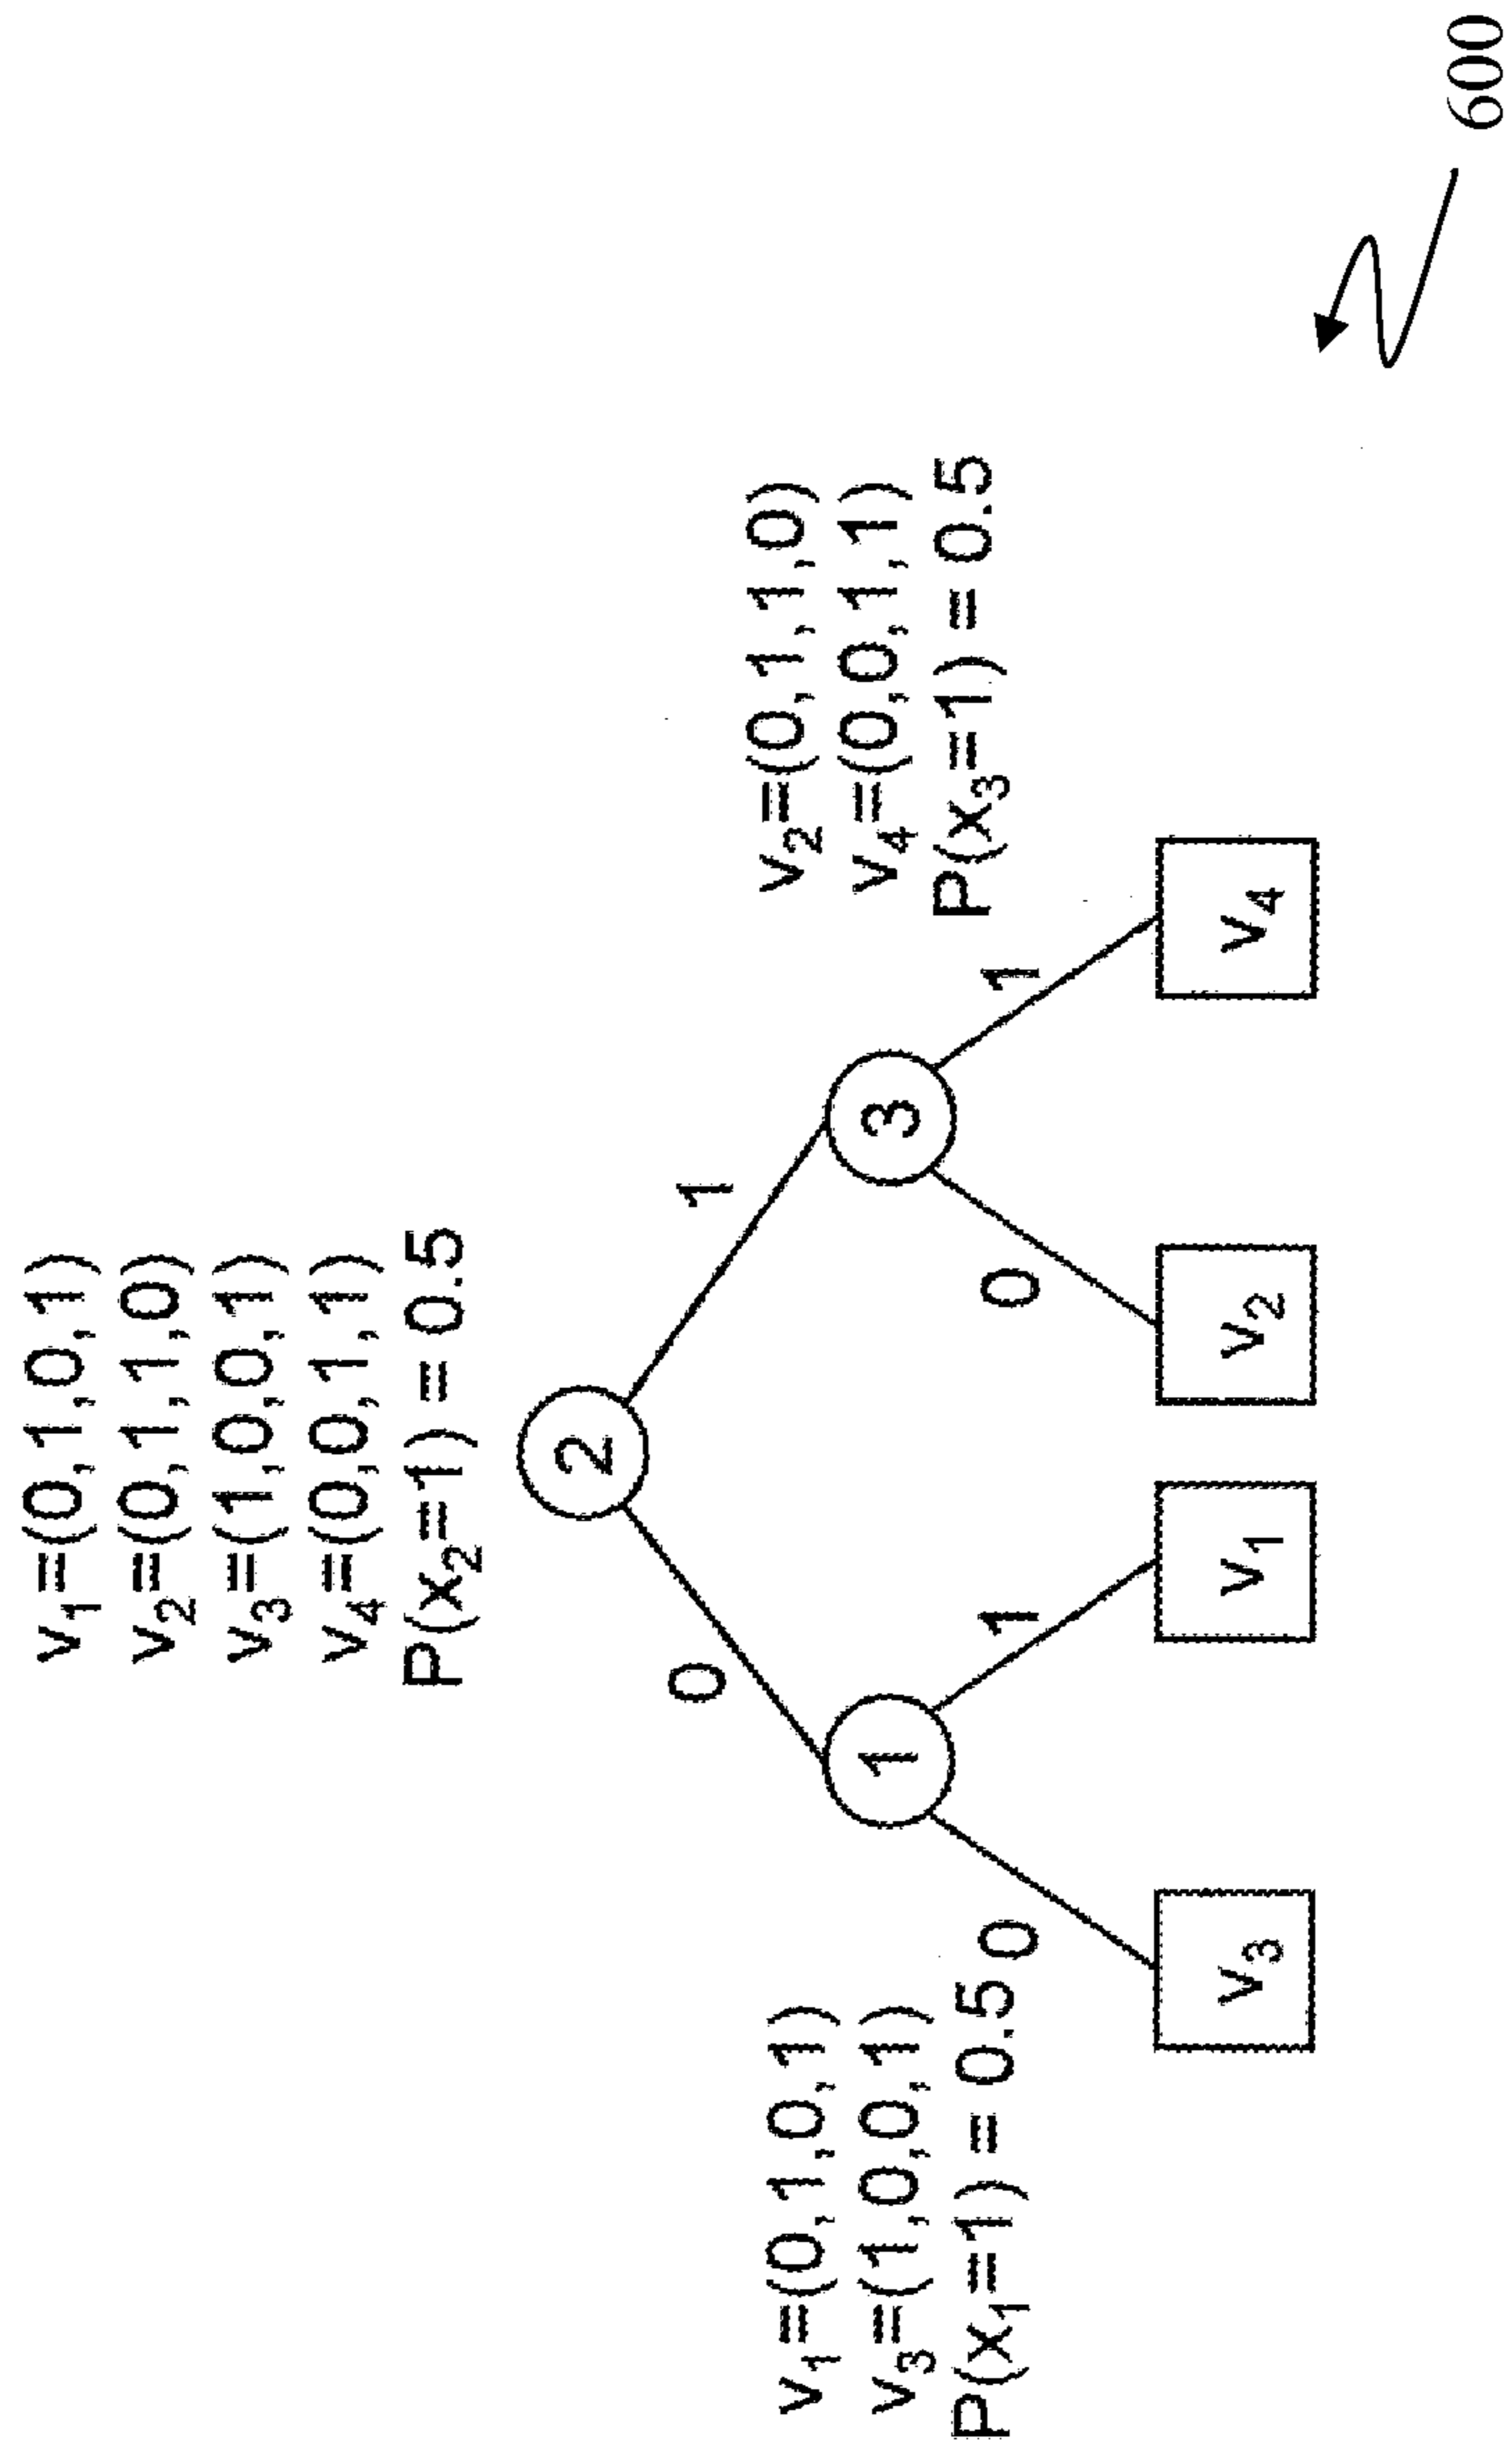 v₁=(0,1,0,1)
v₂=(0,1,1,0)
v₃=(1,0,0,1)
v₄=(0,0,1,1)
P(x₂=1) = 0.5
2
0
1
v₁=(0,1,0,1)
v₃=(1,0,0,1)
P(x₁=1) = 0.5
1
0
1
v₂=(0,1,1,0)
v₄=(0,0,1,1)
P(x₃=1) = 0.5
3
0
1
v₃
v₁
v₂
v₄
600